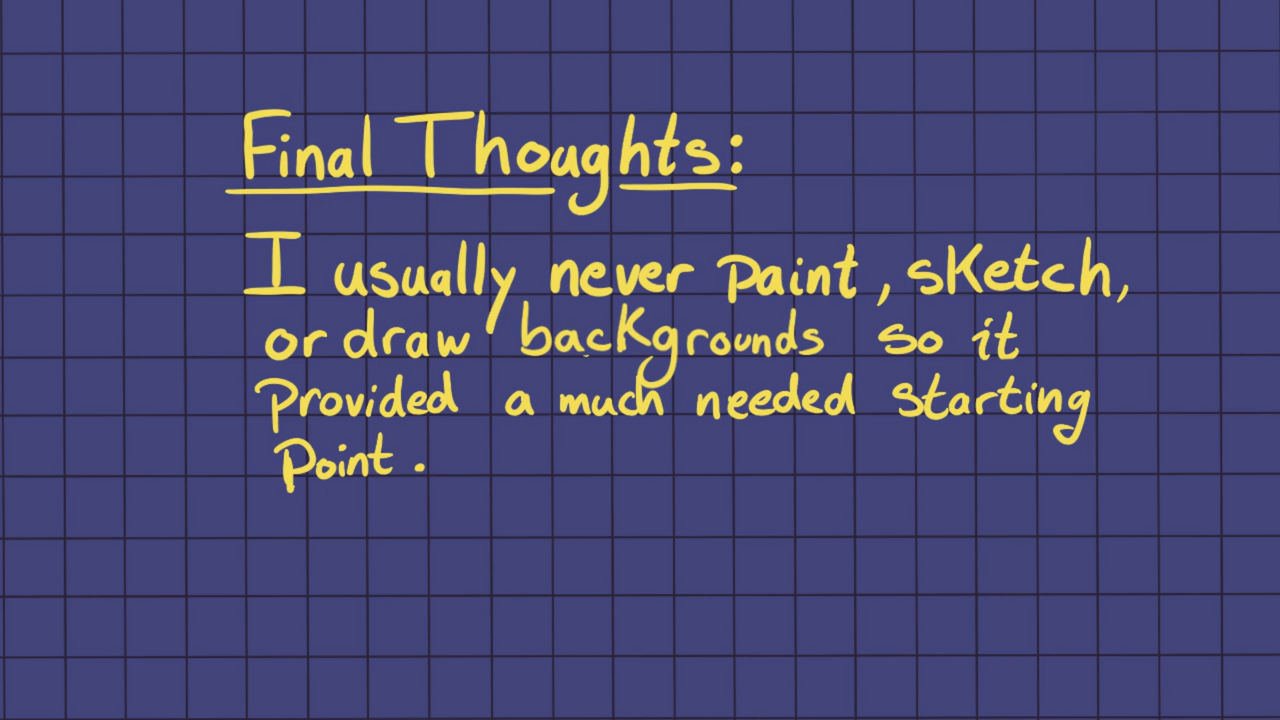 Final Thoughts:
I usually never paint, sketch,
or draw backgrounds so it
Provided a much needed starting
Point.